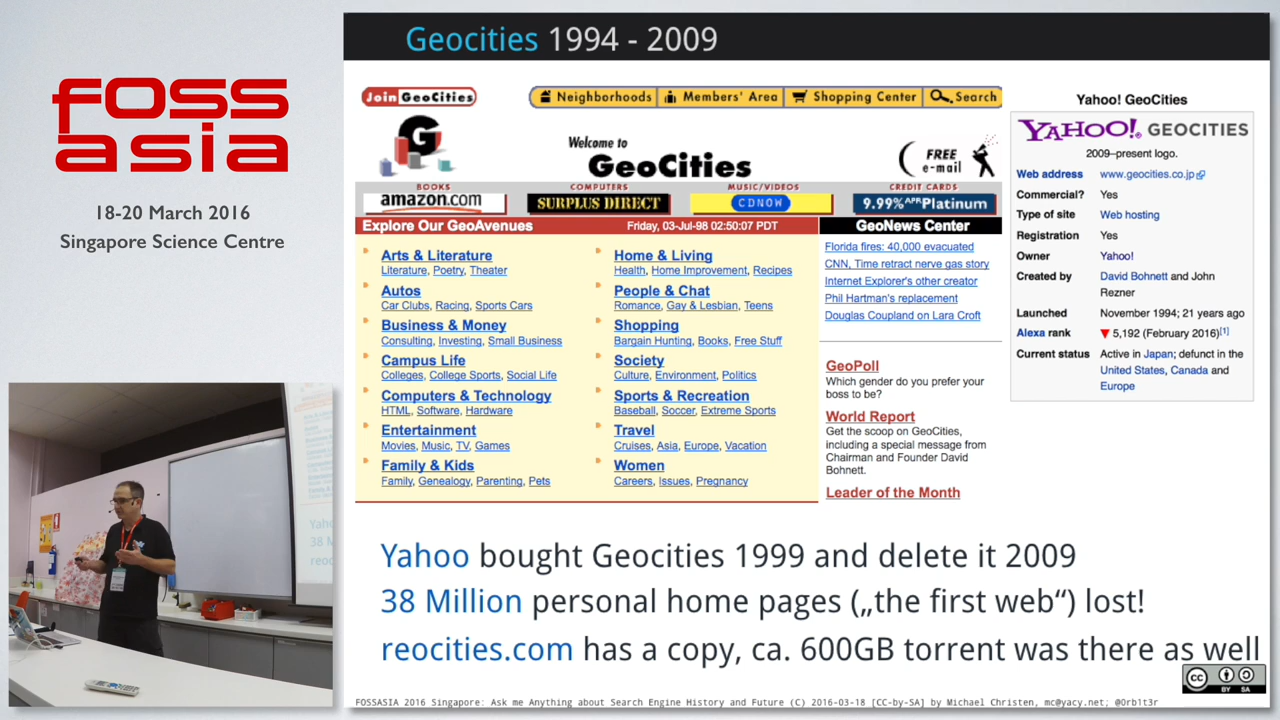 fOSS
asia
18-20 March 2016
Singapore Science Centre
Geocities 1994 - 2009
Join GeoCities
Neighborhoods
Members' Area
Shopping Center
Search
Welcome to
GeoCities
FREE
e-mail
BOOKS
COMPUTERS
MUSIC/VIDEOS
CREDIT CARDS
amazon.com
SURPLUS DIRECT
CDNOW
9.99% APR Platinum
Explore Our GeoAvenues
Friday, 03-Jul-98 02:50:07 PDT
Arts & Literature
Literature, Poetry, Theater
Autos
Car Clubs, Racing, Sports Cars
Business & Money
Consulting, Investing, Small Business
Campus Life
Colleges, College Sports, Social Life
Computers & Technology
HTML, Software, Hardware
Entertainment
Movies, Music, TV, Games
Family & Kids
Family, Genealogy, Parenting, Pets
Home & Living
Health, Home Improvement, Recipes
People & Chat
Romance, Gay & Lesbian, Teens
Shopping
Bargain Hunting, Books, Free Stuff
Society
Culture, Environment, Politics
Sports & Recreation
Baseball, Soccer, Extreme Sports
Travel
Cruises, Asia, Europe, Vacation
Women
Careers, Issues, Pregnancy
GeoNews Center
Florida fires: 40,000 evacuated
CNN, Time retract nerve gas story
Internet Explorer's other creator
Phil Hartman's replacement
Douglas Coupland on Lara Croft
GeoPoll
Which gender do you prefer your
boss to be?
World Report
Get the scoop on GeoCities,
including a special message from
Chairman and Founder David
Bohnett.
Leader of the Month
Yahoo! GeoCities
YAHOO! GEOCITIES
2009–present logo.
Web address www.geocities.co.jp
Commercial? Yes
Type of site Web hosting
Registration Yes
Owner Yahoo!
Created by David Bohnett and John
Rezner
Launched November 1994; 21 years ago
Alexa rank ▼ 5,192 (February 2016)[1]
Current status Active in Japan; defunct in the
United States, Canada and
Europe
Yahoo bought Geocities 1999 and delete it 2009
38 Million personal home pages („the first web“) lost!
reocities.com has a copy, ca. 600GB torrent was there as well
cc
BY SA
FOSSASIA 2016 Singapore: Ask me Anything about Search Engine History and Future (C) 2016-03-18 [CC-by-SA] by Michael Christen, mc@yacy.net; @0rb1t3r